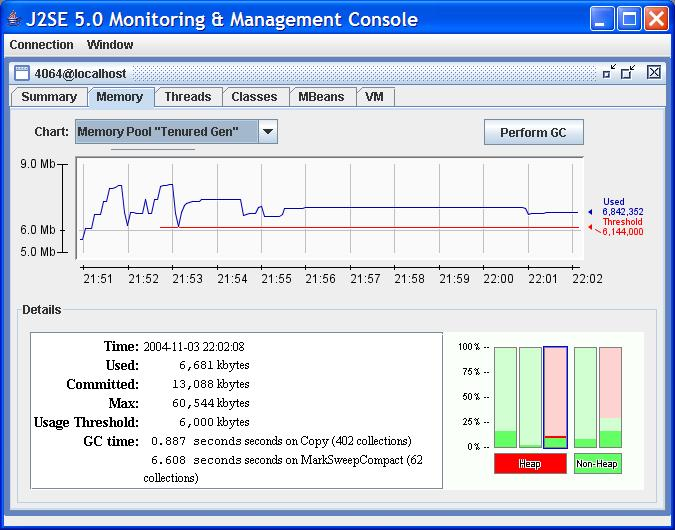 J2SE 5.0 Monitoring & Management Console
Connection Window
4064@localhost
Summary Memory Threads Classes MBeans VM
Chart: Memory Pool "Tenured Gen" Perform GC
9.0 Mb
6.0 Mb
5.0 Mb
Used
6,842,352
Threshold
6,144,000
21:51 21:52 21:53 21:54 21:55 21:56 21:57 21:58 21:59 22:00 22:01 22:02
Details
Time: 2004-11-03 22:02:08
Used: 6,681 kbytes
Committed: 13,088 kbytes
Max: 60,544 kbytes
Usage Threshold: 6,000 kbytes
GC time: 0.887 seconds seconds on Copy (402 collections)
6.608 seconds seconds on MarkSweepCompact (62
collections)
100% --
75% --
50% --
25% --
0% --
Heap Non-Heap